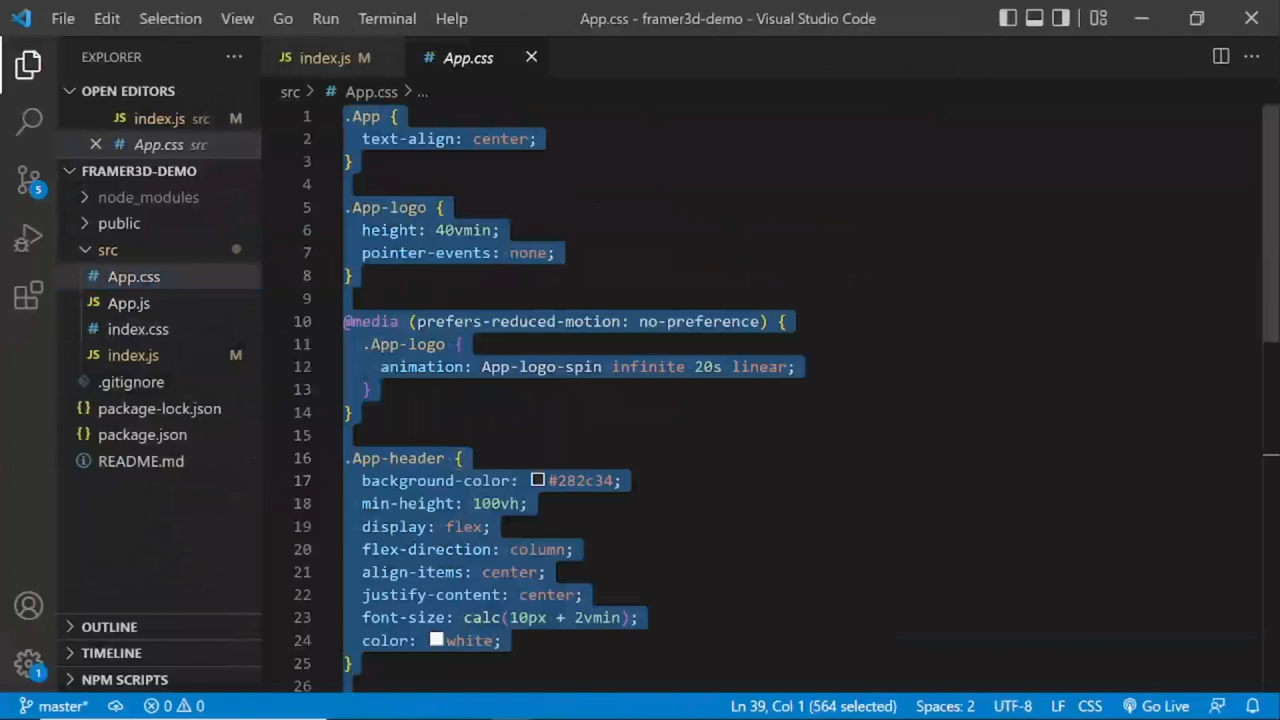 File Edit Selection View Go Run Terminal Help App.css - framer3d-demo - Visual Studio Code
EXPLORER ...
JS index.js M # App.css
OPEN EDITORS
JS index.js src M
# App.css src
FRAMER3D-DEMO
node_modules
public
src
# App.css
JS App.js
# index.css
JS index.js M
.gitignore
{} package-lock.json
{} package.json
README.md
OUTLINE
TIMELINE
NPM SCRIPTS
5
1
src > # App.css > ...
1 .App {
2 text-align: center;
3 }
4
5 .App-logo {
6 height: 40vmin;
7 pointer-events: none;
8 }
9
10 @media (prefers-reduced-motion: no-preference) {
11 .App-logo {
12 animation: App-logo-spin infinite 20s linear;
13 }
14 }
15
16 .App-header {
17 background-color: #282c34;
18 min-height: 100vh;
19 display: flex;
20 flex-direction: column;
21 align-items: center;
22 justify-content: center;
23 font-size: calc(10px + 2vmin);
24 color: white;
25 }
26
master* 0 0 Ln 39, Col 1 (564 selected) Spaces: 2 UTF-8 LF CSS Go Live